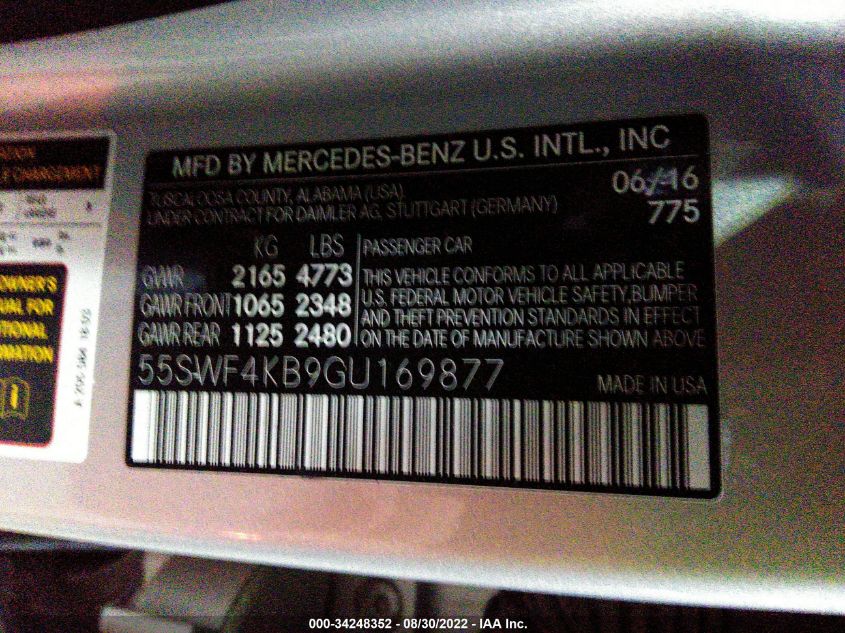 MFD BY MERCEDES-BENZ U.S. INTL., INC
TUSCALOOSA COUNTY, ALABAMA (USA)
06/16
UNDER CONTRACT FOR DAIMLER AG, STUTTGART (GERMANY)
775
KG LBS PASSENGER CAR
GVWR 2165 4773 THIS VEHICLE CONFORMS TO ALL APPLICABLE
GAWR FRONT 1065 2348 U.S. FEDERAL MOTOR VEHICLE SAFETY, BUMPER
GAWR REAR 1125 2480 AND THEFT PREVENTION STANDARDS IN EFFECT
ON THE DATE OF MANUFACTURE SHOWN ABOVE
55SWF4KB9GU169877 MADE IN USA
CHARGEMENT
OWNER'S
FOR
000-34248352 - 08/30/2022 - IAA Inc.